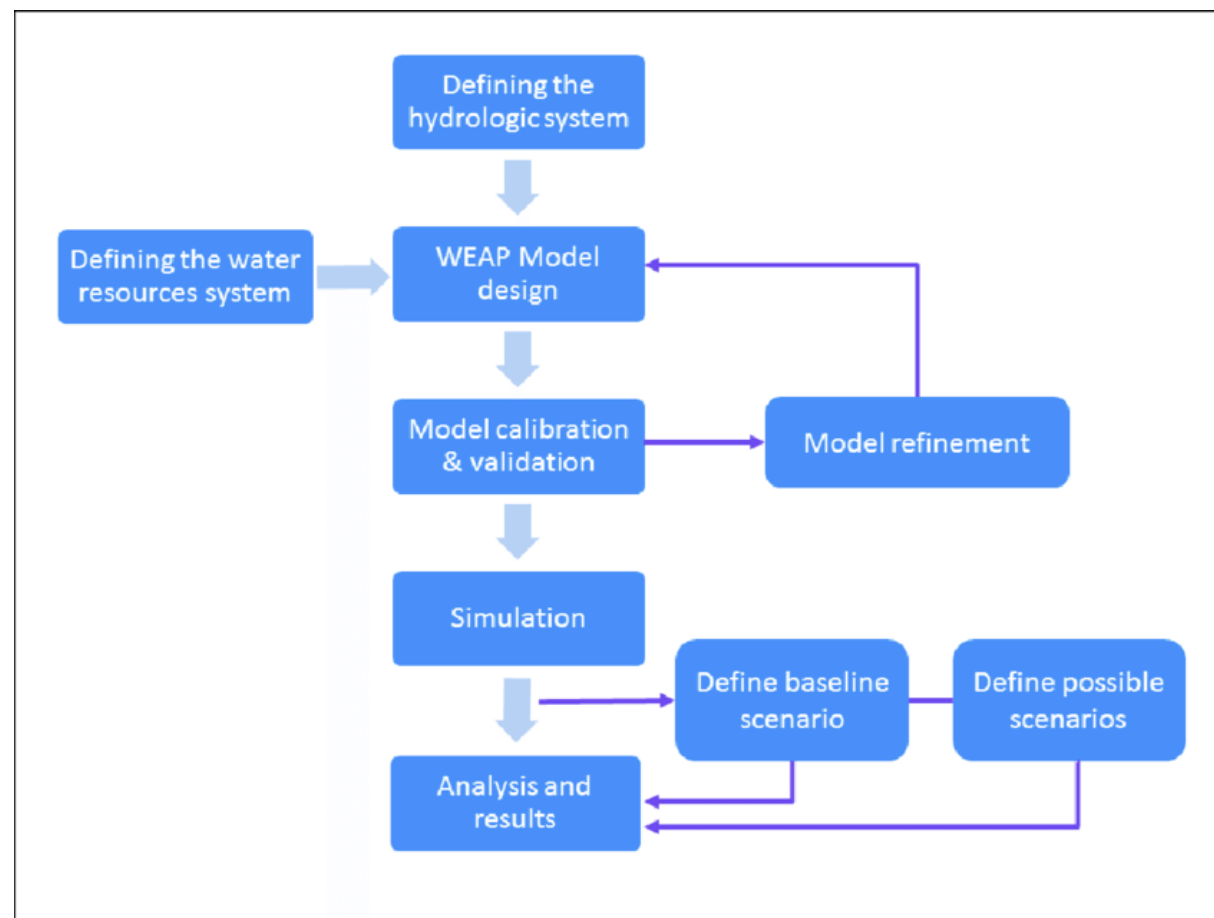 Defining the
hydrologic system
Defining the water
resources system
WEAP Model
design
Model calibration
& validation
Model refinement
Simulation
Define baseline
scenario
Define possible
scenarios
Analysis and
results